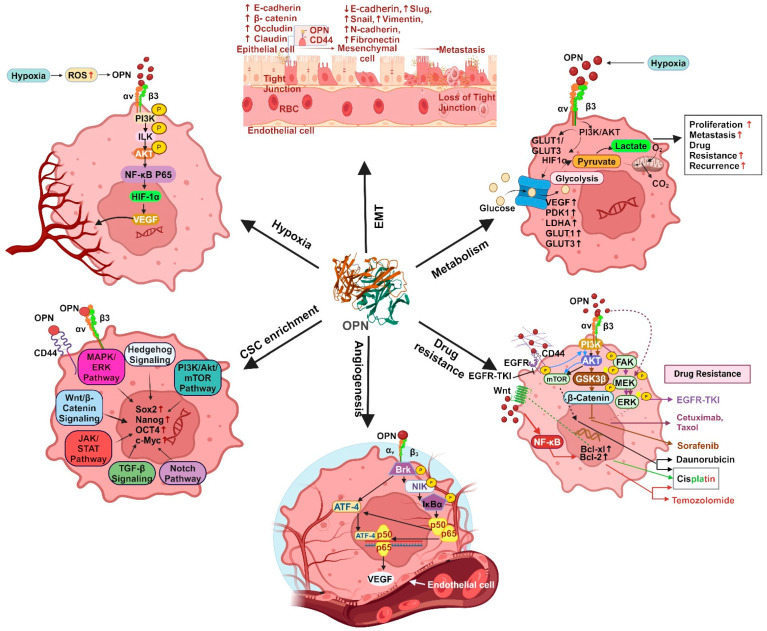 ↑ E-cadherin
↑ β- catenin
↑ Occludin
↑ Claudin
Epithelial cell
OPN
CD44
↓E-cadherin,↑Slug,
↑Snail,↑Vimentin,
N-cadherin,
↑Fibronectin
Mesenchymal
cell
Metastasis
Tight
Junction
RBC
Loss of Tight
Junction
Endothelial cell
Hypoxia
ROS↑
OPN
αv
β3
P
PI3K
P
ILK
P
AKT
NF-κB P65
HIF-1α
VEGF
OPN
Hypoxia
αv
β3
PI3K/AKT
GLUT1/
GLUT3
HIF1α
Lactate
O2
Pyruvate
Glycolysis
CO2
Glucose
VEGF↑
PDK1↑
LDHA↑
GLUT1↑
GLUT3↑
Proliferation ↑
Metastasis↑
Drug
Resistance↑
Recurrence↑
Hypoxia
EMT
Metabolism
OPN
CSC enrichment
Angiogenesis
Drug
resistance
OPN
OPN
αv
β3
CD44
MAPK/
ERK
Pathway
Hedgehog
Signaling
PI3K/Akt/
mTOR
Pathway
Wnt/β-
Catenin
Signaling
Sox2↑
Nanog↑
OCT4↑
c-Myc
JAK/
STAT
Pathway
TGF-β
Signaling
Notch
Pathway
OPN
αv
β3
Brk
P
NIK
P
IκBα
P
ATF-4
p50
p65
ATF-4
p50
p65
VEGF
Endothelial cell
OPN
αv
β3
CD44
EGFR
EGFR-TKI
PI3K
P
AKT
P
mTOR
P
FAK
P
GSK3β
P
MEK
P
β-Catenin
P
ERK
Wnt
NF-κB
Bcl-xl↑
Bcl-2↑
Drug Resistance
EGFR-TKI
Cetuximab,
Taxol
Sorafenib
Daunorubicin
Cisplatin
Temozolomide